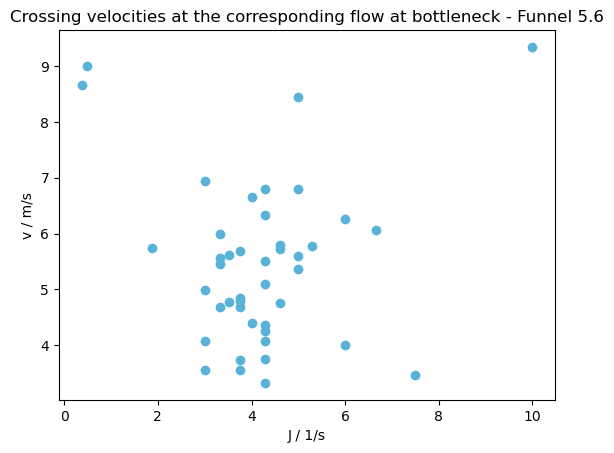 Crossing velocities at the corresponding flow at bottleneck - Funnel 5.6
v / m/s
9
8
7
6
5
4
0 2 4 6 8 10
J / 1/s